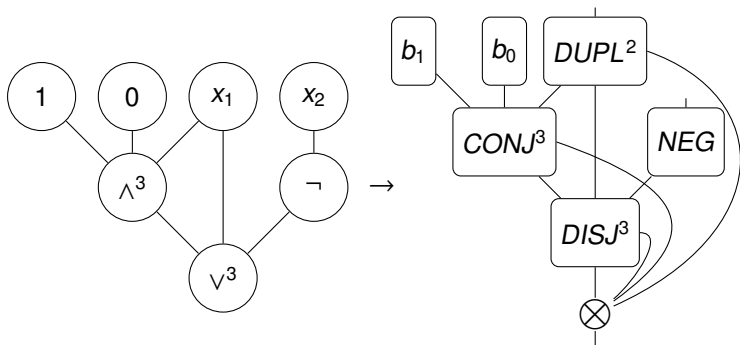 b₁ b₀ DUPL²
1 0 x₁ x₂
CONJ³ NEG
∧³ ¬ →
DISJ³
∨³
⊗